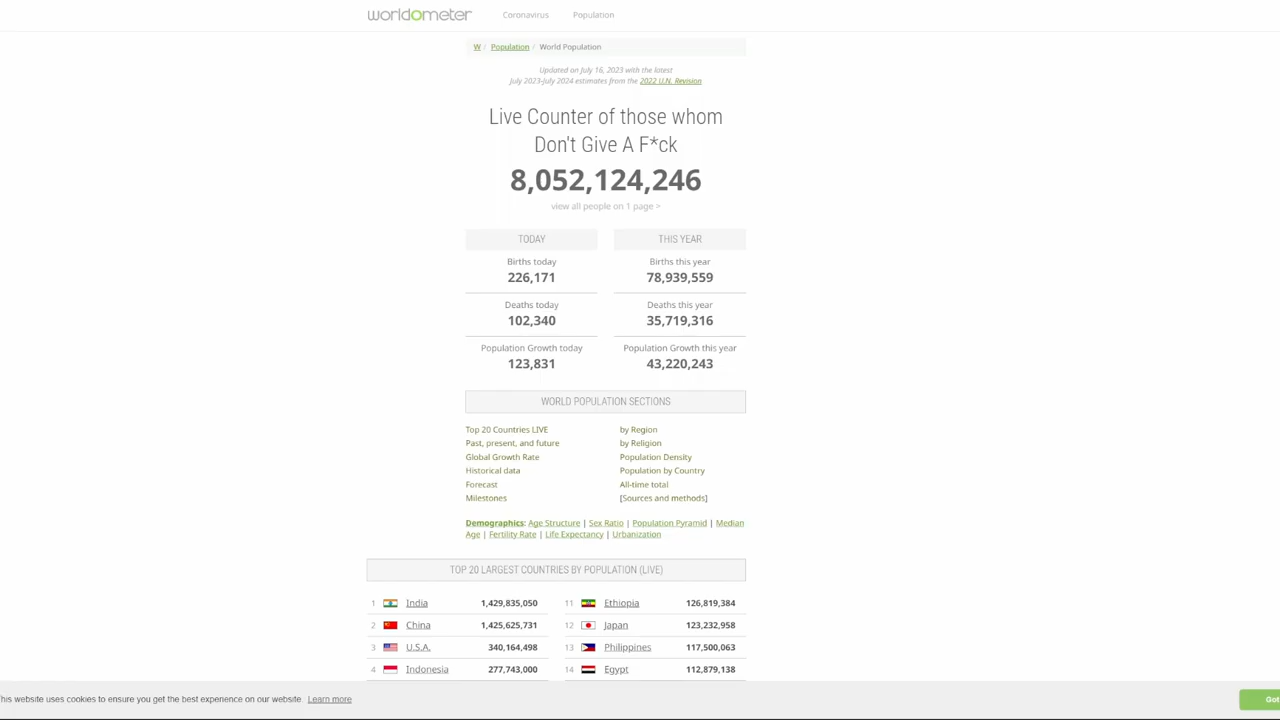 worldometer Coronavirus Population
W / Population / World Population
Updated on July 16, 2023 with the latest
July 2023-July 2024 estimates from the 2022 U.N. Revision
Live Counter of those whom
Don't Give A F*ck
8,052,124,246
view all people on 1 page >
TODAY
Births today
226,171
Deaths today
102,340
Population Growth today
123,831
THIS YEAR
Births this year
78,939,559
Deaths this year
35,719,316
Population Growth this year
43,220,243
WORLD POPULATION SECTIONS
Top 20 Countries LIVE
Past, present, and future
Global Growth Rate
Historical data
Forecast
Milestones
by Region
by Religion
Population Density
Population by Country
All-time total
[Sources and methods]
Demographics: Age Structure | Sex Ratio | Population Pyramid | Median
Age | Fertility Rate | Life Expectancy | Urbanization
TOP 20 LARGEST COUNTRIES BY POPULATION (LIVE)
1 India 1,429,835,050
2 China 1,425,625,731
3 U.S.A. 340,164,498
4 Indonesia 277,743,000
11 Ethiopia 126,819,384
12 Japan 123,232,958
13 Philippines 117,500,063
14 Egypt 112,879,138
his website uses cookies to ensure you get the best experience on our website. Learn more
Got